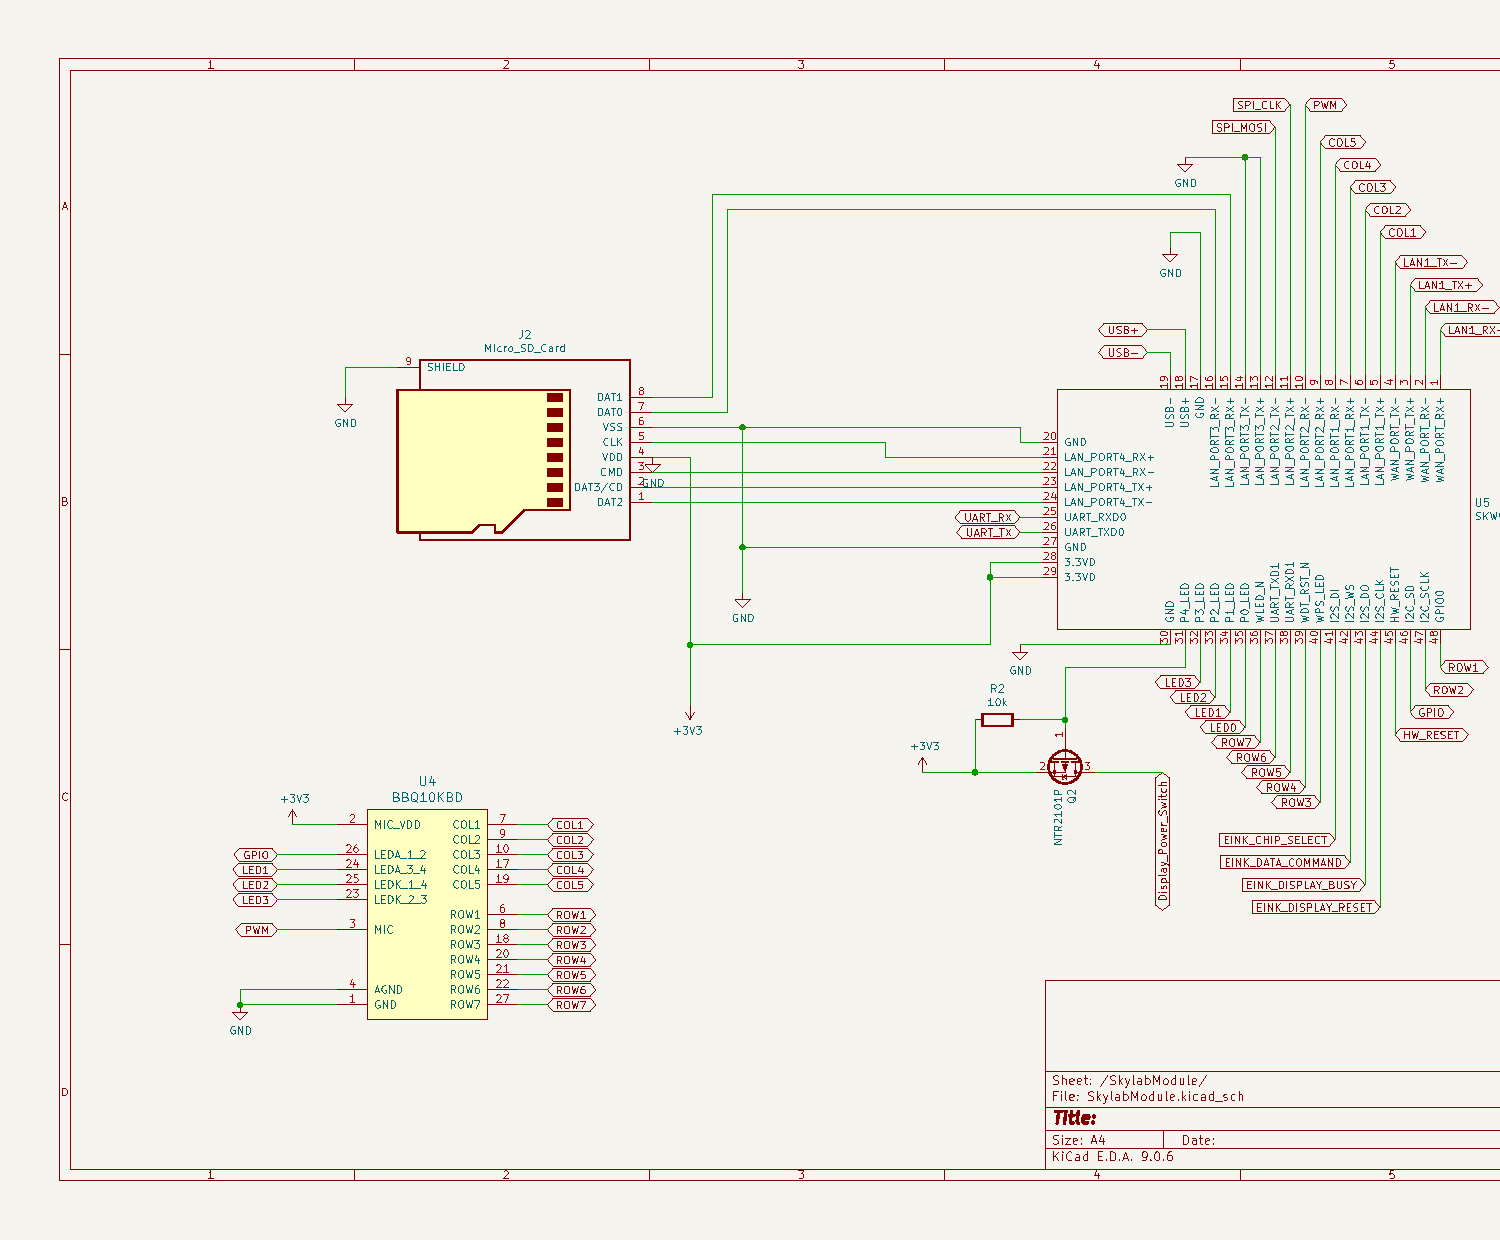 1 2 3 4 5
SPI_CLK
PWM
SPI_MOSI
COL5
COL4
COL3
COL2
COL1
GND
A
LAN1_TX-
LAN1_TX+
LAN1_RX-
LAN1_RX-
GND
USB+
USB-
J2
Micro_SD_Card
9
SHIELD
GND
DAT1 8
DAT0 7
VSS 6
CLK 5
VDD 4
CMD 3
DAT3/CD 2
DAT2 1
GND
B
19 18 17 16 15 14 13 12 11 10 9 8 7 6 5 4 3 2 1
USB-
USB+
GND
LAN_PORT3_RX-
LAN_PORT3_RX+
LAN_PORT3_TX-
LAN_PORT3_TX+
LAN_PORT2_TX-
LAN_PORT2_TX+
LAN_PORT2_RX-
LAN_PORT2_RX+
LAN_PORT1_RX-
LAN_PORT1_RX+
LAN_PORT1_TX-
LAN_PORT1_TX+
WAN_PORT_TX-
WAN_PORT_TX+
WAN_PORT_RX-
WAN_PORT_RX+
20 GND
21 LAN_PORT4_RX+
22 LAN_PORT4_RX-
23 LAN_PORT4_TX+
24 LAN_PORT4_TX-
UART_RX 25 UART_RXD0
UART_TX 26 UART_TXD0
27 GND
28 3.3VD
29 3.3VD
U5
GND
P4_LED
P3_LED
P2_LED
P1_LED
P0_LED
WLED_N
UART_TXD1
UART_RXD1
WDT_RST_N
WPS_LED
I2S_DI
I2S_WS
I2S_DO
I2S_CLK
HW_RESET
I2C_SD
I2C_SCLK
GPIO0
30 31 32 33 34 35 36 37 38 39 40 41 42 43 44 45 46 47 48
GND
GND
+3V3
LED3
LED2
LED1
LED0
ROW7
ROW6
ROW5
ROW4
ROW3
ROW1
ROW2
GPIO
HW_RESET
EINK_CHIP_SELECT
EINK_DATA_COMMAND
EINK_DISPLAY_BUSY
EINK_DISPLAY_RESET
R2
10k
+3V3
1
2
3
NTR2101P
Q2
Display_Power_Switch
C
U4
BBQ10KBD
+3V3
2 MIC_VDD COL1 7 COL1
COL2 9 COL2
GPIO 26 LEDA_1_2 COL3 10 COL3
LED1 24 LEDA_3_4 COL4 17 COL4
LED2 25 LEDK_1_4 COL5 19 COL5
LED3 23 LEDK_2_3
ROW1 6 ROW1
PWM 3 MIC ROW2 8 ROW2
ROW3 18 ROW3
ROW4 20 ROW4
ROW5 21 ROW5
4 AGND ROW6 22 ROW6
1 GND ROW7 27 ROW7
GND
D
Sheet: /SkylabModule/
File: SkylabModule.kicad_sch
Title:
Size: A4 Date:
KiCad E.D.A. 9.0.6
1 2 3 4 5